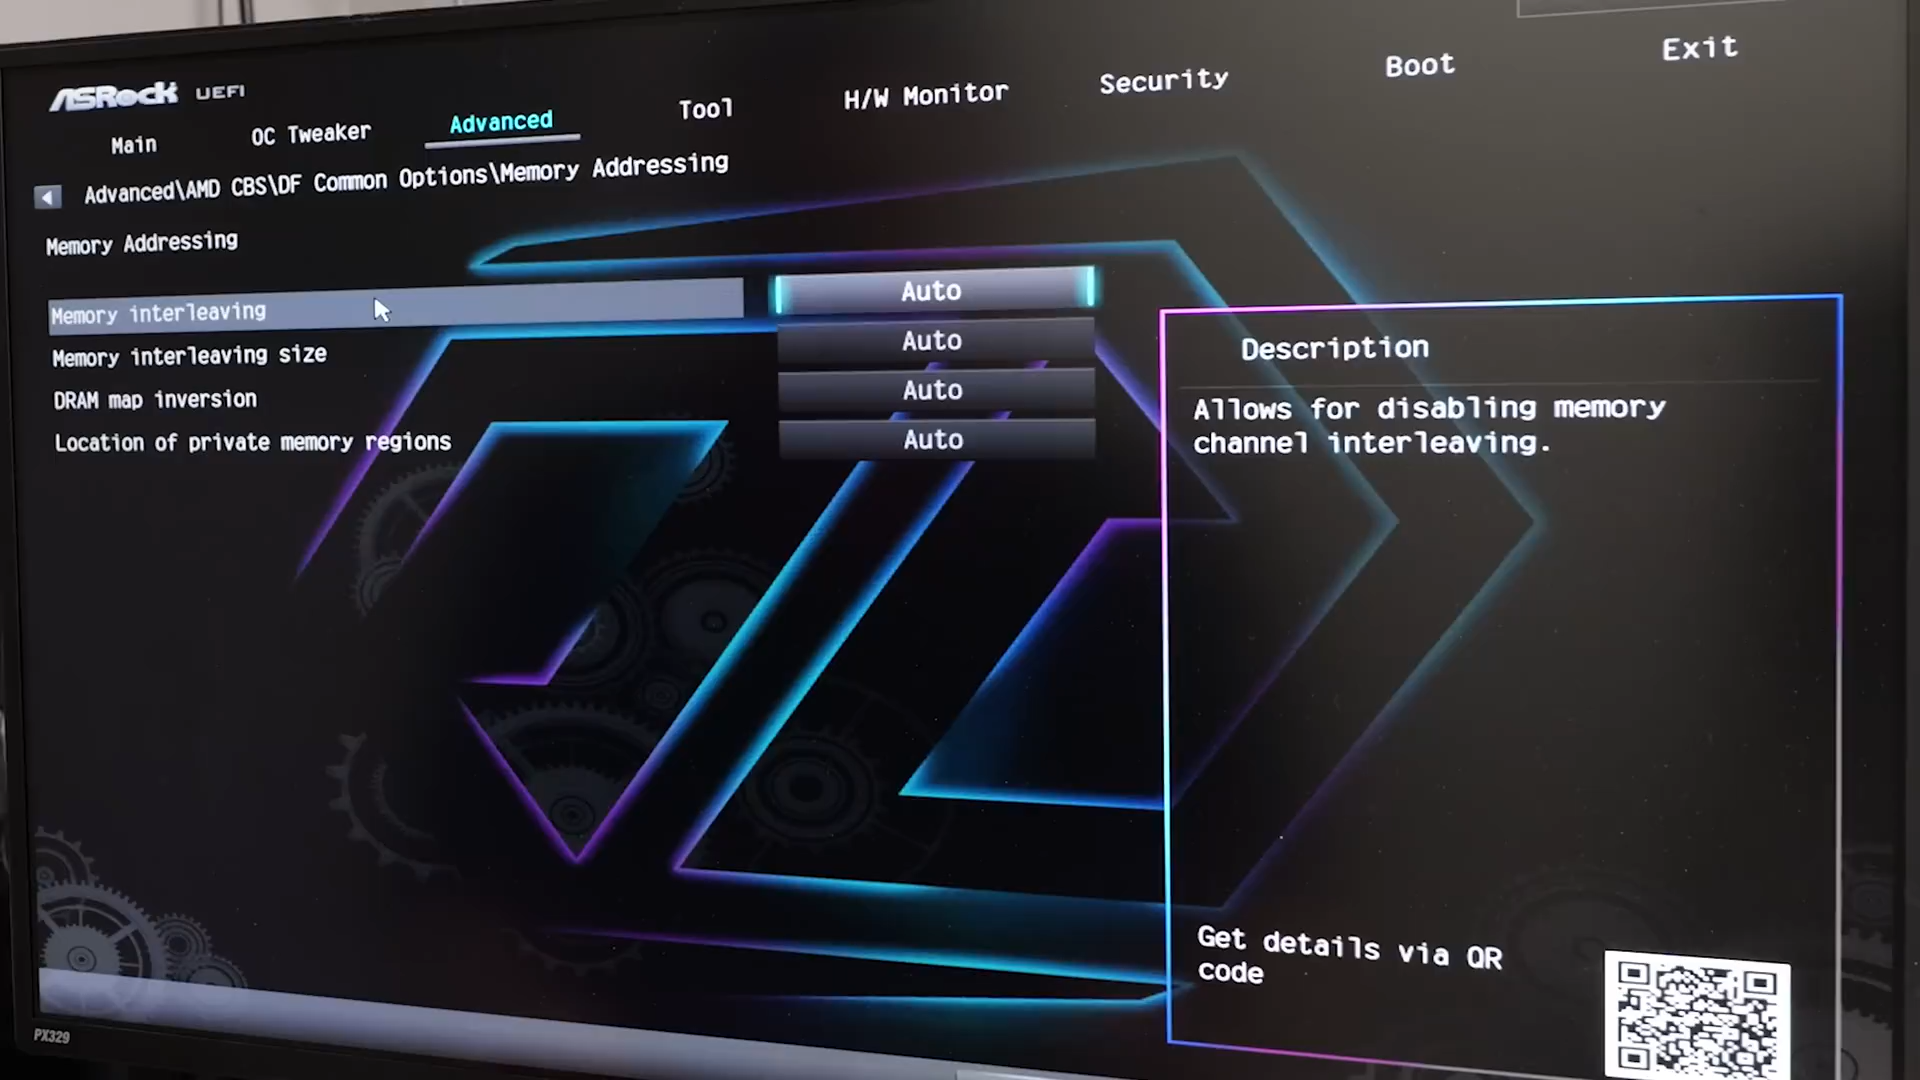 ASRock UEFI
Main OC Tweaker Advanced Tool H/W Monitor Security Boot Exit
Advanced\AMD CBS\DF Common Options\Memory Addressing
Memory Addressing
Memory interleaving Auto
Memory interleaving size Auto
DRAM map inversion Auto
Location of private memory regions Auto
Description
Allows for disabling memory
channel interleaving.
Get details via QR
code
PX329